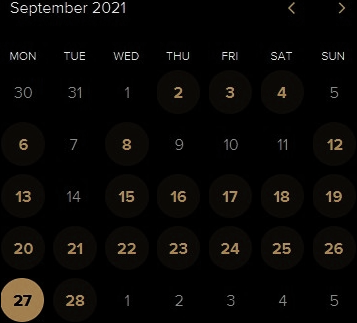 September 2021
MON TUE WED THU FRI SAT SUN
30 31 1 2 3 4 5
6 7 8 9 10 11 12
13 14 15 16 17 18 19
20 21 22 23 24 25 26
27 28 1 2 3 4 5